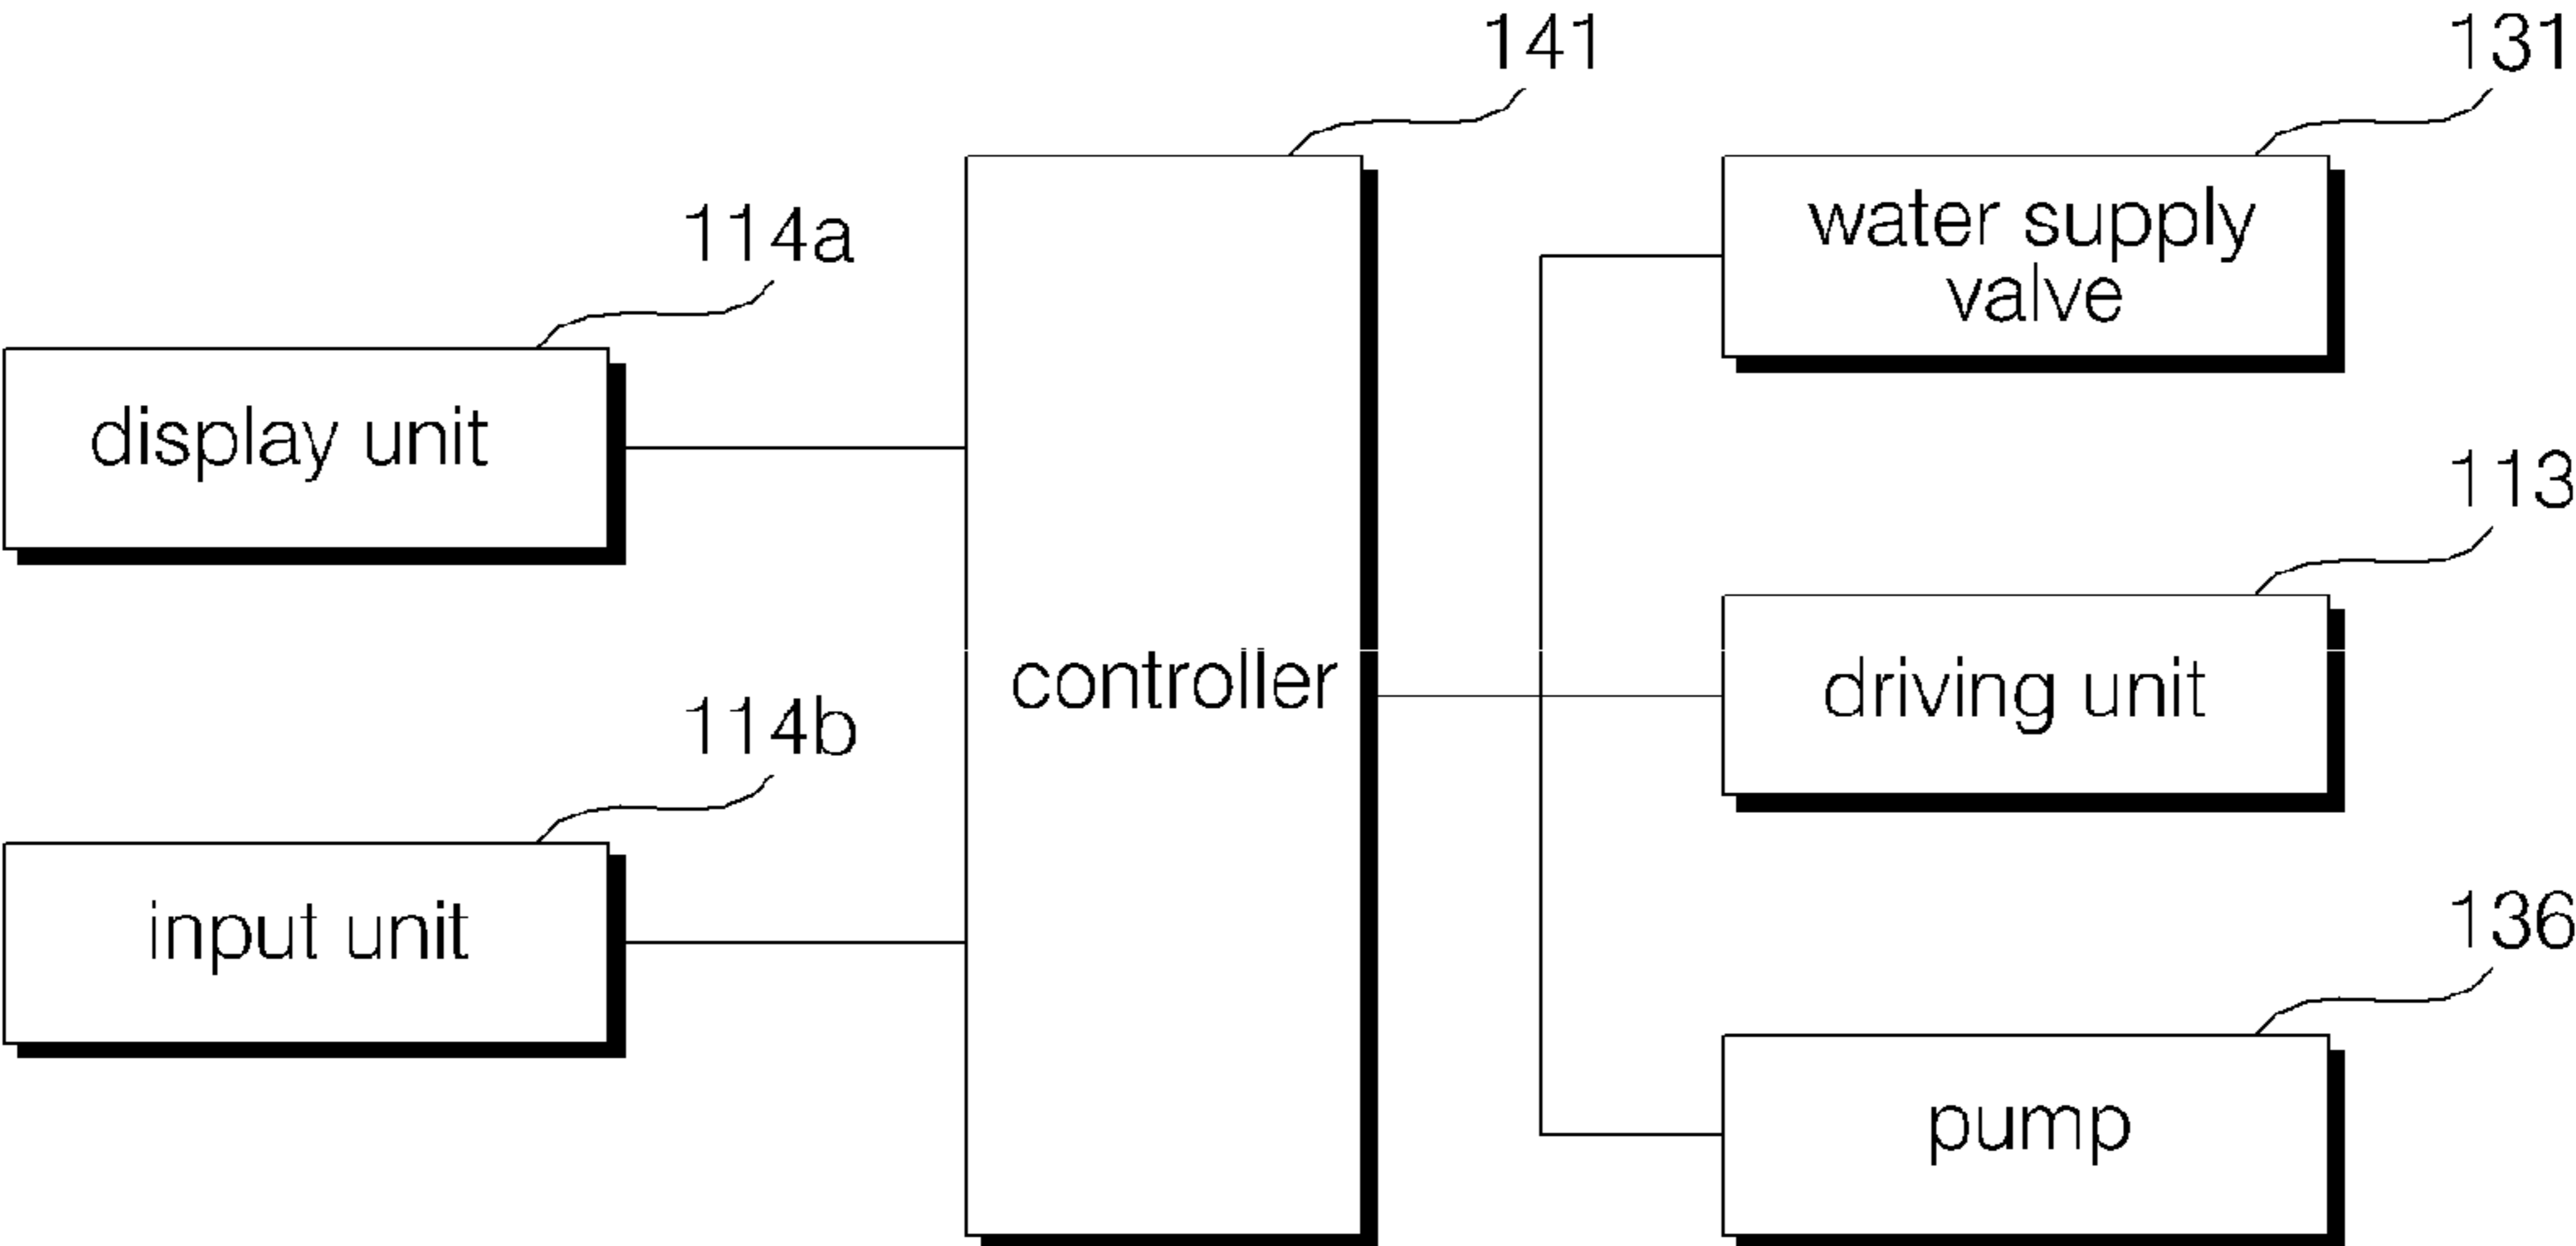 141
131
114a
water supply
valve
display unit
113
controller
driving unit
114b
input unit
136
pump